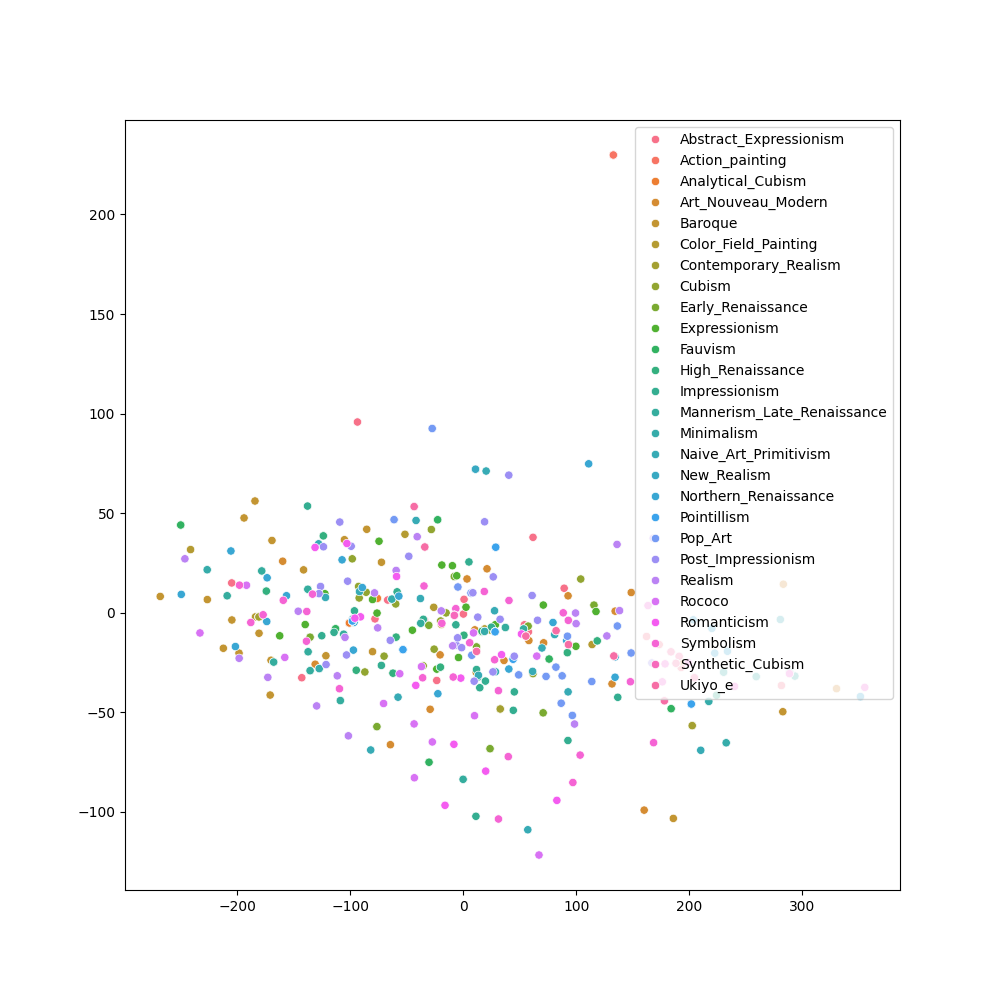 200
150
100
50
0
−50
−100
−200
−100
0
100
200
300
Abstract_Expressionism
Action_painting
Analytical_Cubism
Art_Nouveau_Modern
Baroque
Color_Field_Painting
Contemporary_Realism
Cubism
Early_Renaissance
Expressionism
Fauvism
High_Renaissance
Impressionism
Mannerism_Late_Renaissance
Minimalism
Naive_Art_Primitivism
New_Realism
Northern_Renaissance
Pointillism
Pop_Art
Post_Impressionism
Realism
Rococo
Romanticism
Symbolism
Synthetic_Cubism
Ukiyo_e